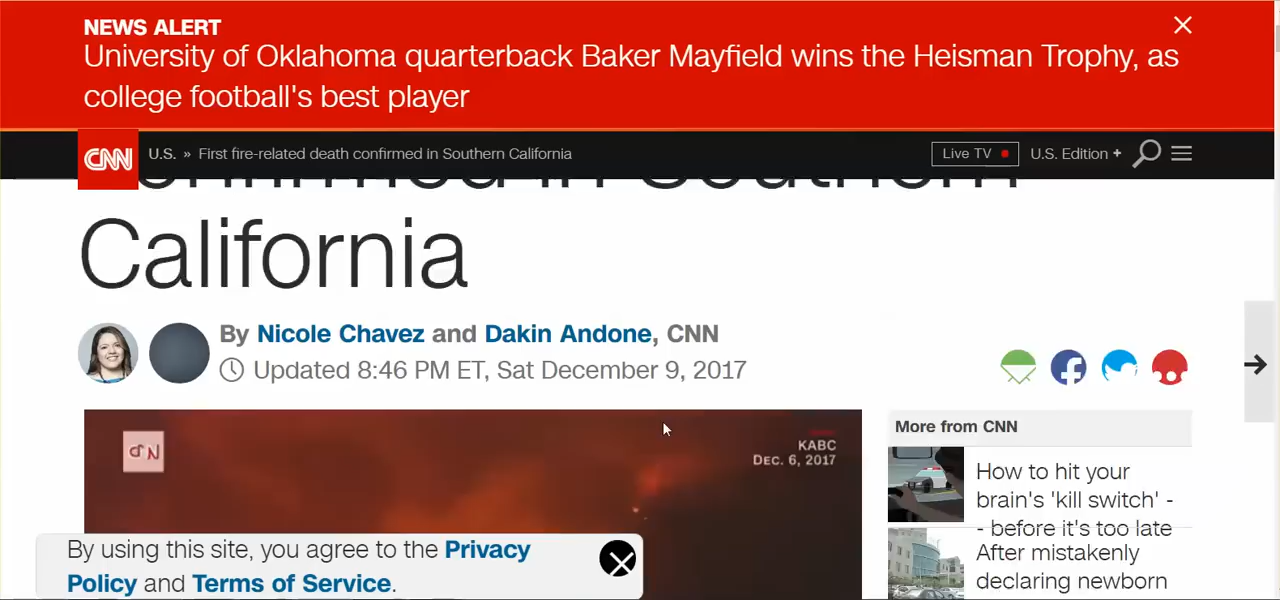 NEWS ALERT
University of Oklahoma quarterback Baker Mayfield wins the Heisman Trophy, as
college football's best player
CNN
U.S. » First fire-related death confirmed in Southern California
Live TV
U.S. Edition +
California
By Nicole Chavez and Dakin Andone, CNN
Updated 8:46 PM ET, Sat December 9, 2017
KABC
DEC. 6, 2017
More from CNN
How to hit your
brain's 'kill switch' -
- before it's too late
After mistakenly
declaring newborn
By using this site, you agree to the Privacy
Policy and Terms of Service.